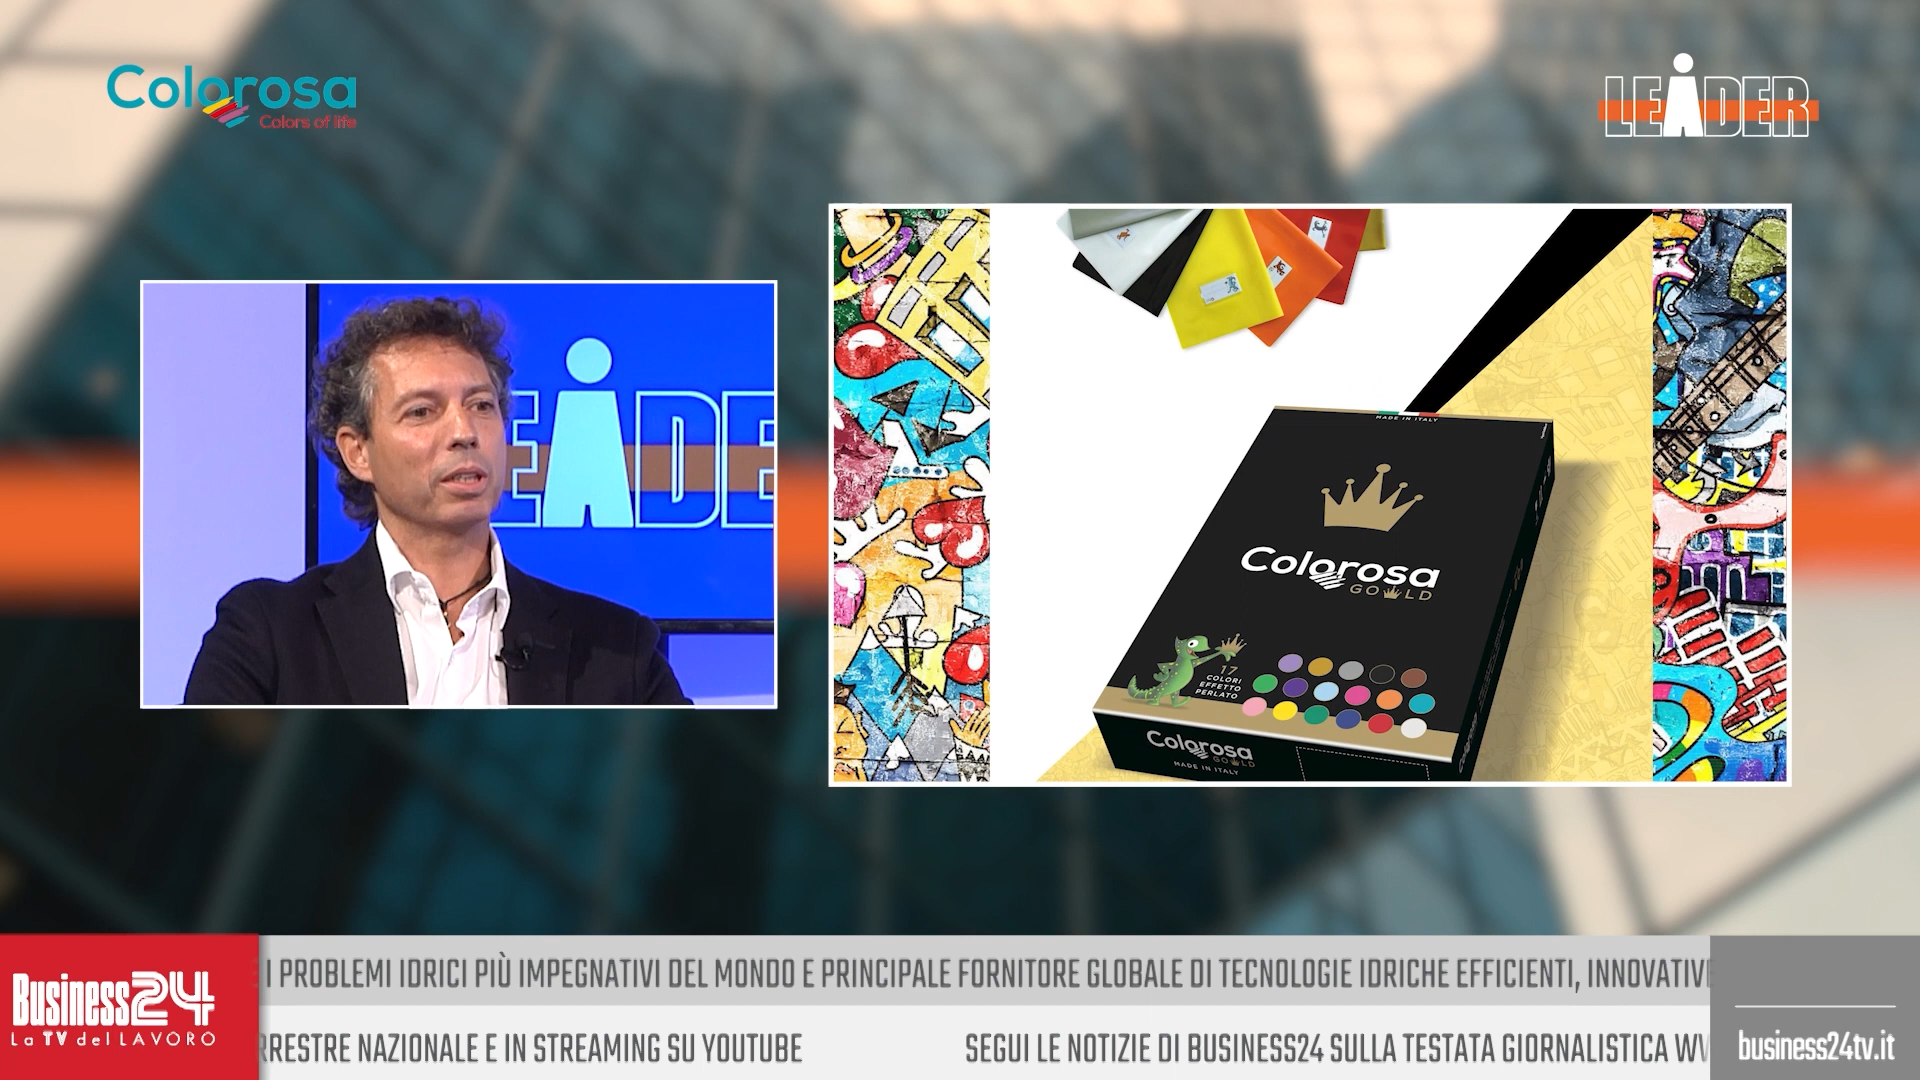 Colorosa
Colors of life
LEADER
EADE
MADE IN ITALY
Colorosa
GOLD
17
COLORI
EFFETTO
PERLATO
Colorosa
GOLD
MADE IN ITALY
I PROBLEMI IDRICI PIÙ IMPEGNATIVI DEL MONDO E PRINCIPALE FORNITORE GLOBALE DI TECNOLOGIE IDRICHE EFFICIENTI, INNOVATIVE
Business24
La TV del LAVORO
RRESTRE NAZIONALE E IN STREAMING SU YOUTUBE SEGUI LE NOTIZIE DI BUSINESS24 SULLA TESTATA GIORNALISTICA WW
business24tv.it